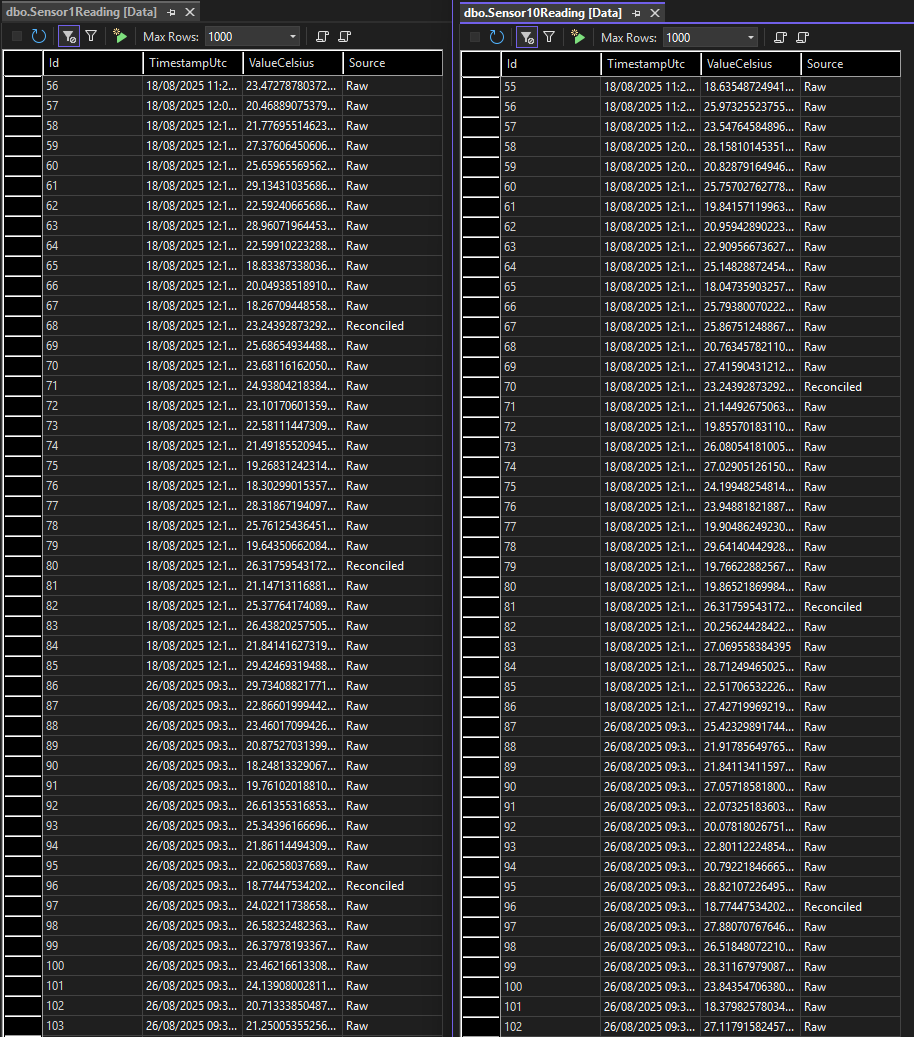 dbo.Sensor1Reading [Data]
Max Rows: 1000
Id TimestampUtc ValueCelsius Source
56 18/08/2025 11:2... 23.47278780372... Raw
57 18/08/2025 12:0... 20.46889075379... Raw
58 18/08/2025 12:1... 21.77695514623... Raw
59 18/08/2025 12:1... 27.37606450606... Raw
60 18/08/2025 12:1... 25.65965569562... Raw
61 18/08/2025 12:1... 29.13431035686... Raw
62 18/08/2025 12:1... 22.59240665686... Raw
63 18/08/2025 12:1... 28.96071964453... Raw
64 18/08/2025 12:1... 22.59910223288... Raw
65 18/08/2025 12:1... 18.83387338036... Raw
66 18/08/2025 12:1... 20.04938518910... Raw
67 18/08/2025 12:1... 18.26709448558... Raw
68 18/08/2025 12:1... 23.24392873292... Reconciled
69 18/08/2025 12:1... 25.68654934488... Raw
70 18/08/2025 12:1... 23.68116162050... Raw
71 18/08/2025 12:1... 24.93804218384... Raw
72 18/08/2025 12:1... 23.10170601359... Raw
73 18/08/2025 12:1... 22.58111447309... Raw
74 18/08/2025 12:1... 21.49185520945... Raw
75 18/08/2025 12:1... 19.26831242314... Raw
76 18/08/2025 12:1... 18.30299015357... Raw
77 18/08/2025 12:1... 28.31867194097... Raw
78 18/08/2025 12:1... 25.76125436451... Raw
79 18/08/2025 12:1... 19.64350662084... Raw
80 18/08/2025 12:1... 26.31759543172... Reconciled
81 18/08/2025 12:1... 21.14713116881... Raw
82 18/08/2025 12:1... 25.37764174089... Raw
83 18/08/2025 12:1... 26.43820257505... Raw
84 18/08/2025 12:1... 21.84141627319... Raw
85 18/08/2025 12:1... 29.42469319488... Raw
86 26/08/2025 09:3... 29.73408821771... Raw
87 26/08/2025 09:3... 22.86601999442... Raw
88 26/08/2025 09:3... 23.46017099426... Raw
89 26/08/2025 09:3... 20.87527031399... Raw
90 26/08/2025 09:3... 18.24813329067... Raw
91 26/08/2025 09:3... 19.76102018810... Raw
92 26/08/2025 09:3... 26.61355316853... Raw
93 26/08/2025 09:3... 25.34396166696... Raw
94 26/08/2025 09:3... 21.86114494309... Raw
95 26/08/2025 09:3... 22.06258037689... Raw
96 26/08/2025 09:3... 18.77447534202... Reconciled
97 26/08/2025 09:3... 24.02211738658... Raw
98 26/08/2025 09:3... 26.58232482363... Raw
99 26/08/2025 09:3... 26.37978193367... Raw
100 26/08/2025 09:3... 23.46216613308... Raw
101 26/08/2025 09:3... 24.13908002811... Raw
102 26/08/2025 09:3... 20.71333850487... Raw
103 26/08/2025 09:3... 21.25005355256... Raw
dbo.Sensor10Reading [Data]
Max Rows: 1000
Id TimestampUtc ValueCelsius Source
55 18/08/2025 11:2... 18.63548724941... Raw
56 18/08/2025 11:2... 25.97325523755... Raw
57 18/08/2025 11:2... 23.54764584896... Raw
58 18/08/2025 12:0... 28.15810145351... Raw
59 18/08/2025 12:0... 20.82879164946... Raw
60 18/08/2025 12:1... 25.75702762778... Raw
61 18/08/2025 12:1... 19.84157119963... Raw
62 18/08/2025 12:1... 20.95942890223... Raw
63 18/08/2025 12:1... 22.90956673627... Raw
64 18/08/2025 12:1... 25.14828872454... Raw
65 18/08/2025 12:1... 18.04735903257... Raw
66 18/08/2025 12:1... 25.79380070222... Raw
67 18/08/2025 12:1... 25.86751248867... Raw
68 18/08/2025 12:1... 20.76345782110... Raw
69 18/08/2025 12:1... 27.41590431212... Raw
70 18/08/2025 12:1... 23.24392873292... Reconciled
71 18/08/2025 12:1... 21.14492675063... Raw
72 18/08/2025 12:1... 19.85570183110... Raw
73 18/08/2025 12:1... 26.08054181005... Raw
74 18/08/2025 12:1... 27.02905126150... Raw
75 18/08/2025 12:1... 24.19948254814... Raw
76 18/08/2025 12:1... 23.94881821887... Raw
77 18/08/2025 12:1... 19.90486249230... Raw
78 18/08/2025 12:1... 29.64140442928... Raw
79 18/08/2025 12:1... 19.76622882567... Raw
80 18/08/2025 12:1... 19.86521869984... Raw
81 18/08/2025 12:1... 26.31759543172... Reconciled
82 18/08/2025 12:1... 20.25624428422... Raw
83 18/08/2025 12:1... 27.069558384395 Raw
84 18/08/2025 12:1... 28.71249465025... Raw
85 18/08/2025 12:1... 22.51706532226... Raw
86 18/08/2025 12:1... 27.42719969219... Raw
87 26/08/2025 09:3... 25.42329891744... Raw
88 26/08/2025 09:3... 21.91785649765... Raw
89 26/08/2025 09:3... 21.84113411597... Raw
90 26/08/2025 09:3... 27.05718581800... Raw
91 26/08/2025 09:3... 22.07325183603... Raw
92 26/08/2025 09:3... 20.07818026751... Raw
93 26/08/2025 09:3... 22.80112224854... Raw
94 26/08/2025 09:3... 20.79221846665... Raw
95 26/08/2025 09:3... 28.82107226495... Raw
96 26/08/2025 09:3... 18.77447534202... Reconciled
97 26/08/2025 09:3... 27.88070767646... Raw
98 26/08/2025 09:3... 26.51848072210... Raw
99 26/08/2025 09:3... 28.31167979087... Raw
100 26/08/2025 09:3... 23.84354706380... Raw
101 26/08/2025 09:3... 18.37982578034... Raw
102 26/08/2025 09:3... 27.11791582457... Raw